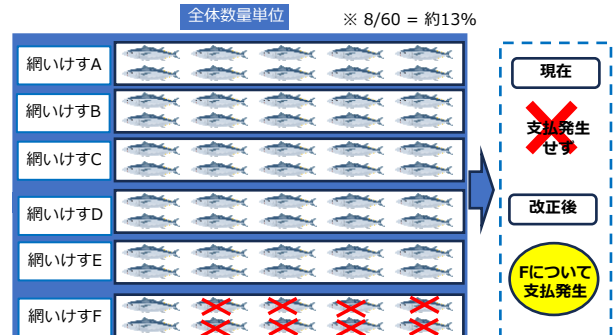 全体数量単位
※ 8/60 = 約13%
網いけすA
網いけすB
網いけすC
網いけすD
網いけすE
網いけすF
現在
支払発生
せず
改正後
Fについて
支払発生